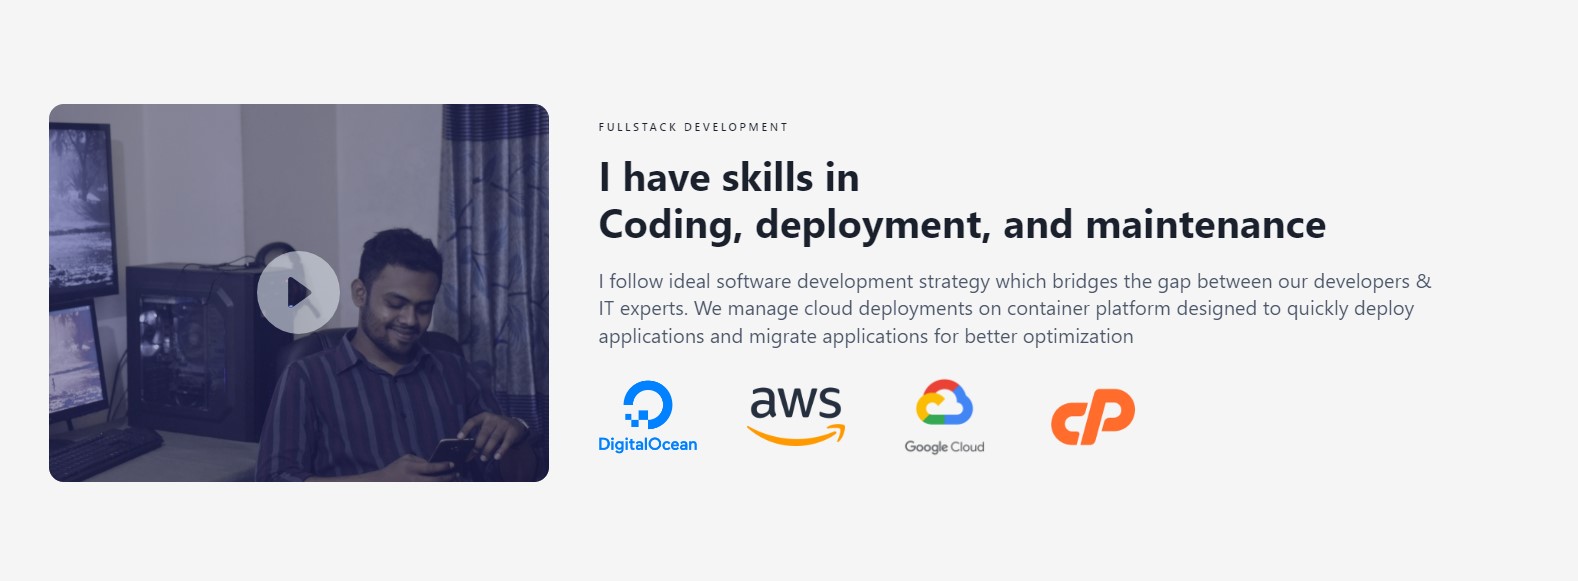 FULLSTACK DEVELOPMENT
I have skills in
Coding, deployment, and maintenance
I follow ideal software development strategy which bridges the gap between our developers &
IT experts. We manage cloud deployments on container platform designed to quickly deploy
applications and migrate applications for better optimization
DigitalOcean
aws
Google Cloud
cP